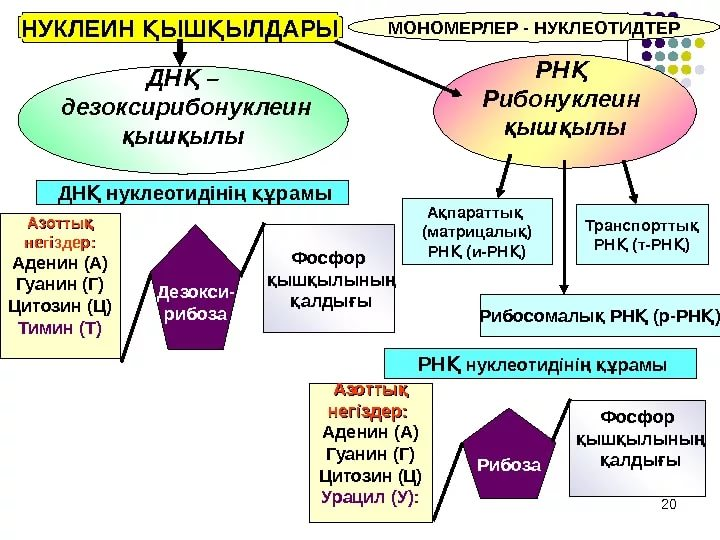 НУКЛЕИН ҚЫШҚЫЛДАРЫ
МОНОМЕРЛЕР - НУКЛЕОТИДТЕР
ДНҚ –
дезоксирибонуклеин
қышқылы
РНҚ
Рибонуклеин
қышқылы
ДНҚ нуклеотидінің құрамы
Азоттық
негіздер:
Аденин (А)
Гуанин (Г)
Цитозин (Ц)
Тимин (Т)
Дезокси-
рибоза
Фосфор
қышқылының
қалдығы
Ақпараттық
(матрицалық)
РНҚ (и-РНҚ)
Транспорттық
РНҚ (т-РНҚ)
Рибосомалық РНҚ (р-РНҚ)
РНҚ нуклеотидінің құрамы
Азоттық
негіздер:
Аденин (А)
Гуанин (Г)
Цитозин (Ц)
Урацил (У):
Рибоза
Фосфор
қышқылының
қалдығы
20